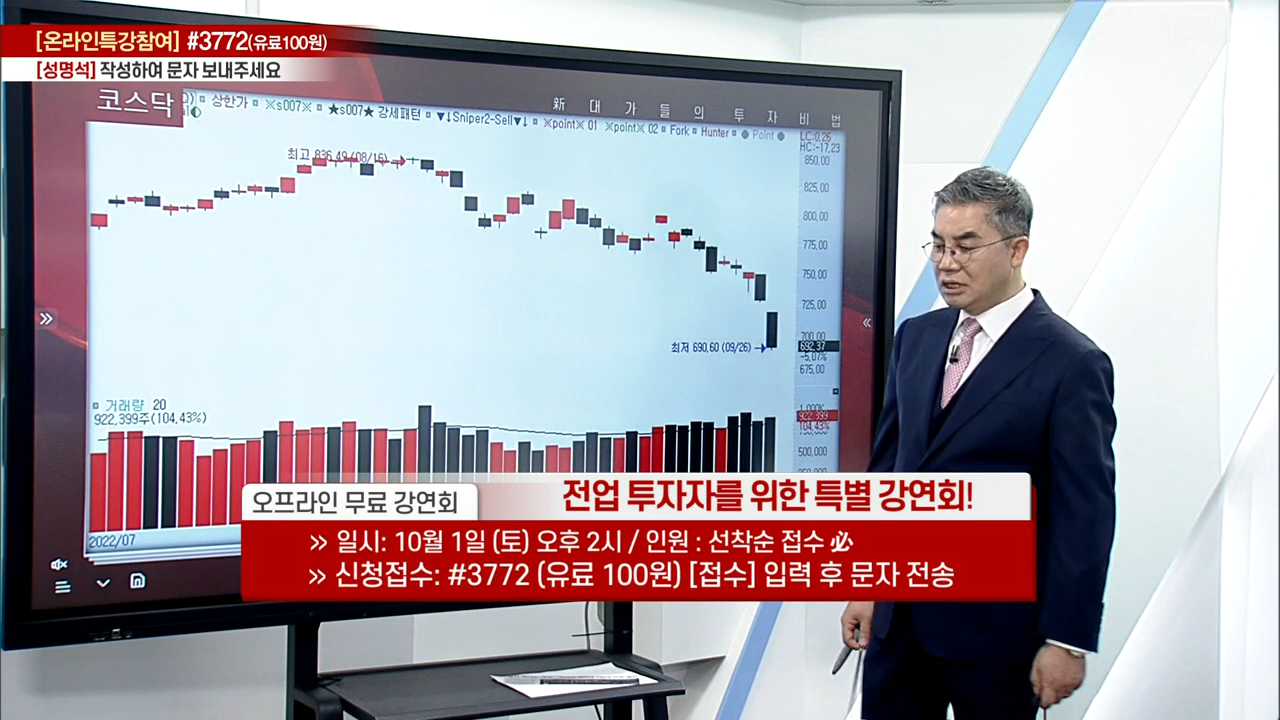 [온라인특강참여] #3772(유료100원)
[성명석] 작성하여 문자 보내주세요
코스닥
新 대가들의 투자비법
상한가 ※s007※ ★s007★ 강세패턴 ▼↓Sniper2-Sell▼↓ ※point※ 01 ※point※ 02 Fork Hunter ● Point ●
LC:0,26
HC:-17,23
최고 836,49 (08/16)
850,00
825,00
800,00
775,00
750,00
725,00
700,00
692,37
-5,07%
675,00
최저 690,60 (09/26)
거래량 20
922,399주(104,43%)
1,000K
922,399
104,43%
500,000
2022/07
오프라인 무료 강연회
전업 투자자를 위한 특별 강연회!
» 일시: 10월 1일 (토) 오후 2시 / 인원 : 선착순 접수 必
» 신청접수: #3772 (유료 100원) [접수] 입력 후 문자 전송